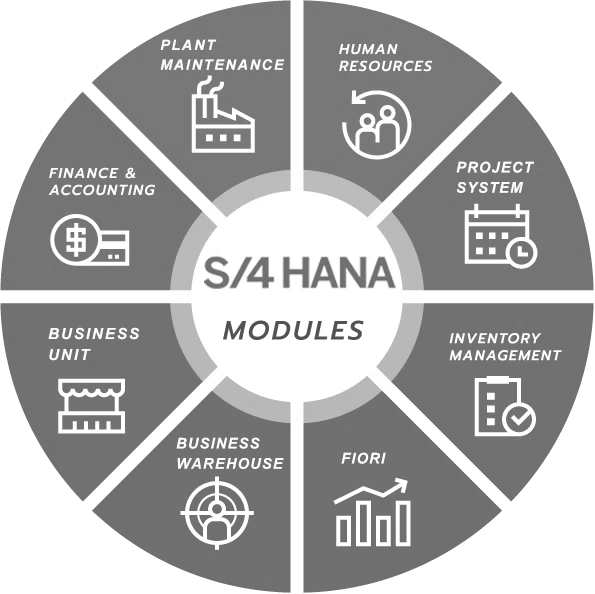 PLANT
MAINTENANCE
HUMAN
RESOURCES
PROJECT
SYSTEM
INVENTORY
MANAGEMENT
FIORI
BUSINESS
WAREHOUSE
BUSINESS
UNIT
FINANCE &
ACCOUNTING
$
S/4 HANA
MODULES